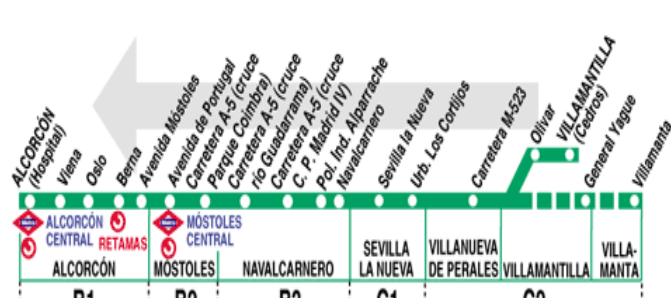 ALCORCÓN
(Hospital)
Viena
Oslo
Berna
Avenida Móstoles
Avenida de Portugal
Carretera A-5 (cruce
Parque Coimbra)
Carretera A-5 (cruce
río Guadarrama)
Carretera A-5 (cruce
C. P. Madrid IV)
Pol. Ind. Alparrache
Navalcarnero
Sevilla la Nueva
Urb. Los Cortijos
Carretera M-523
Olivar
VILLAMANTILLA
(Cedros)
General Yague
Villamanta
ALCORCÓN
CENTRAL
RETAMAS
MÓSTOLES
CENTRAL
ALCORCÓN
MÓSTOLES
NAVALCARNERO
SEVILLA
LA NUEVA
VILLANUEVA
DE PERALES
VILLAMANTILLA
VILLA-
MANTA